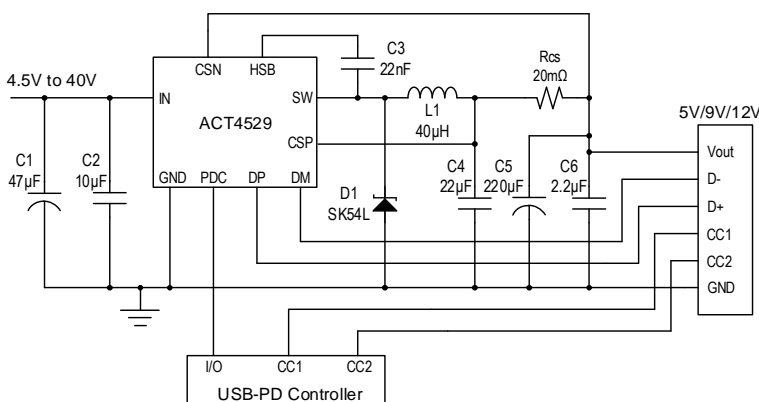 CSN
HSB
C3
22nF
Rcs
20mΩ
4.5V to 40V
IN
SW
L1
40μH
5V/9V/12V
ACT4529
CSP
C1
47μF
C2
10μF
C4
22μF
C5
220μF
C6
2.2μF
Vout
D-
D+
CC1
CC2
GND
GND
PDC
DP
DM
D1
SK54L
I/O
CC1
CC2
USB-PD Controller